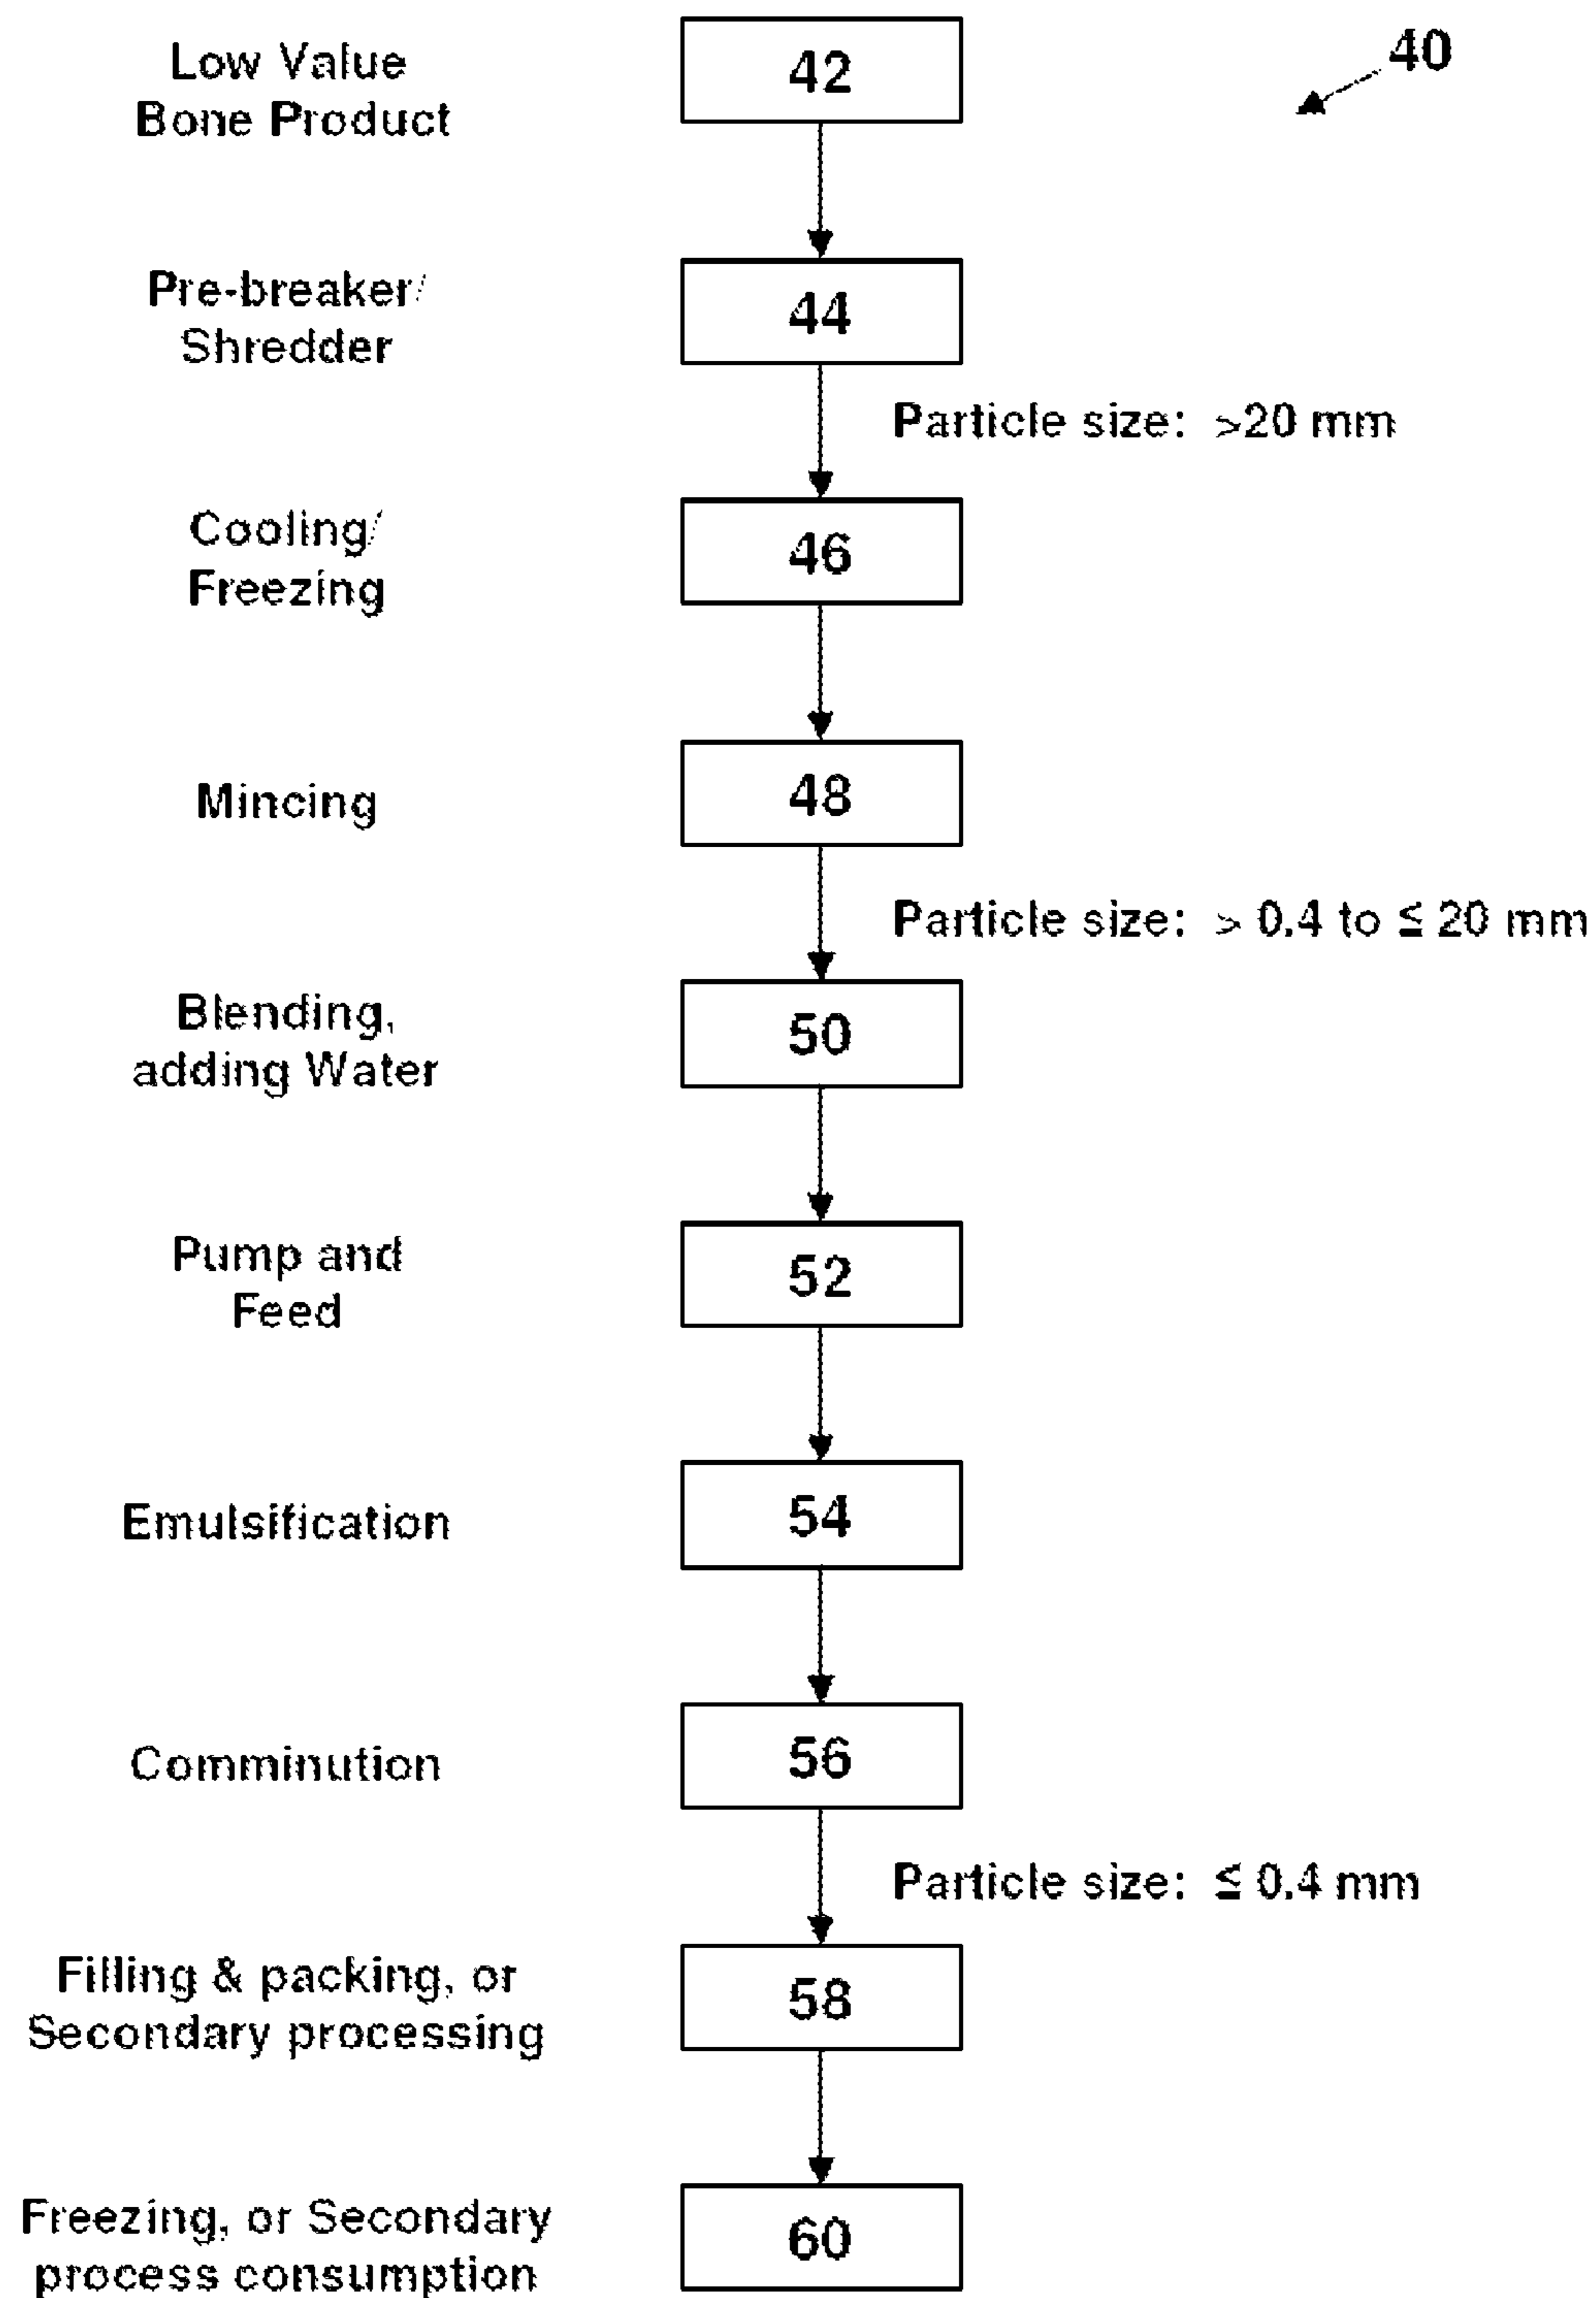 Low Value
Bone Product
42
40
Pre-breaker/
Shredder
44
Particle size: >20 mm
Cooling/
Freezing
46
Mincing
48
Particle size: > 0.4 to ≤ 20 mm
Blending,
adding Water
50
Pump and
Feed
52
Emulsification
54
Comminution
56
Particle size: ≤ 0.4 mm
Filling & packing, or
Secondary processing
58
Freezing, or Secondary
process consumption
60